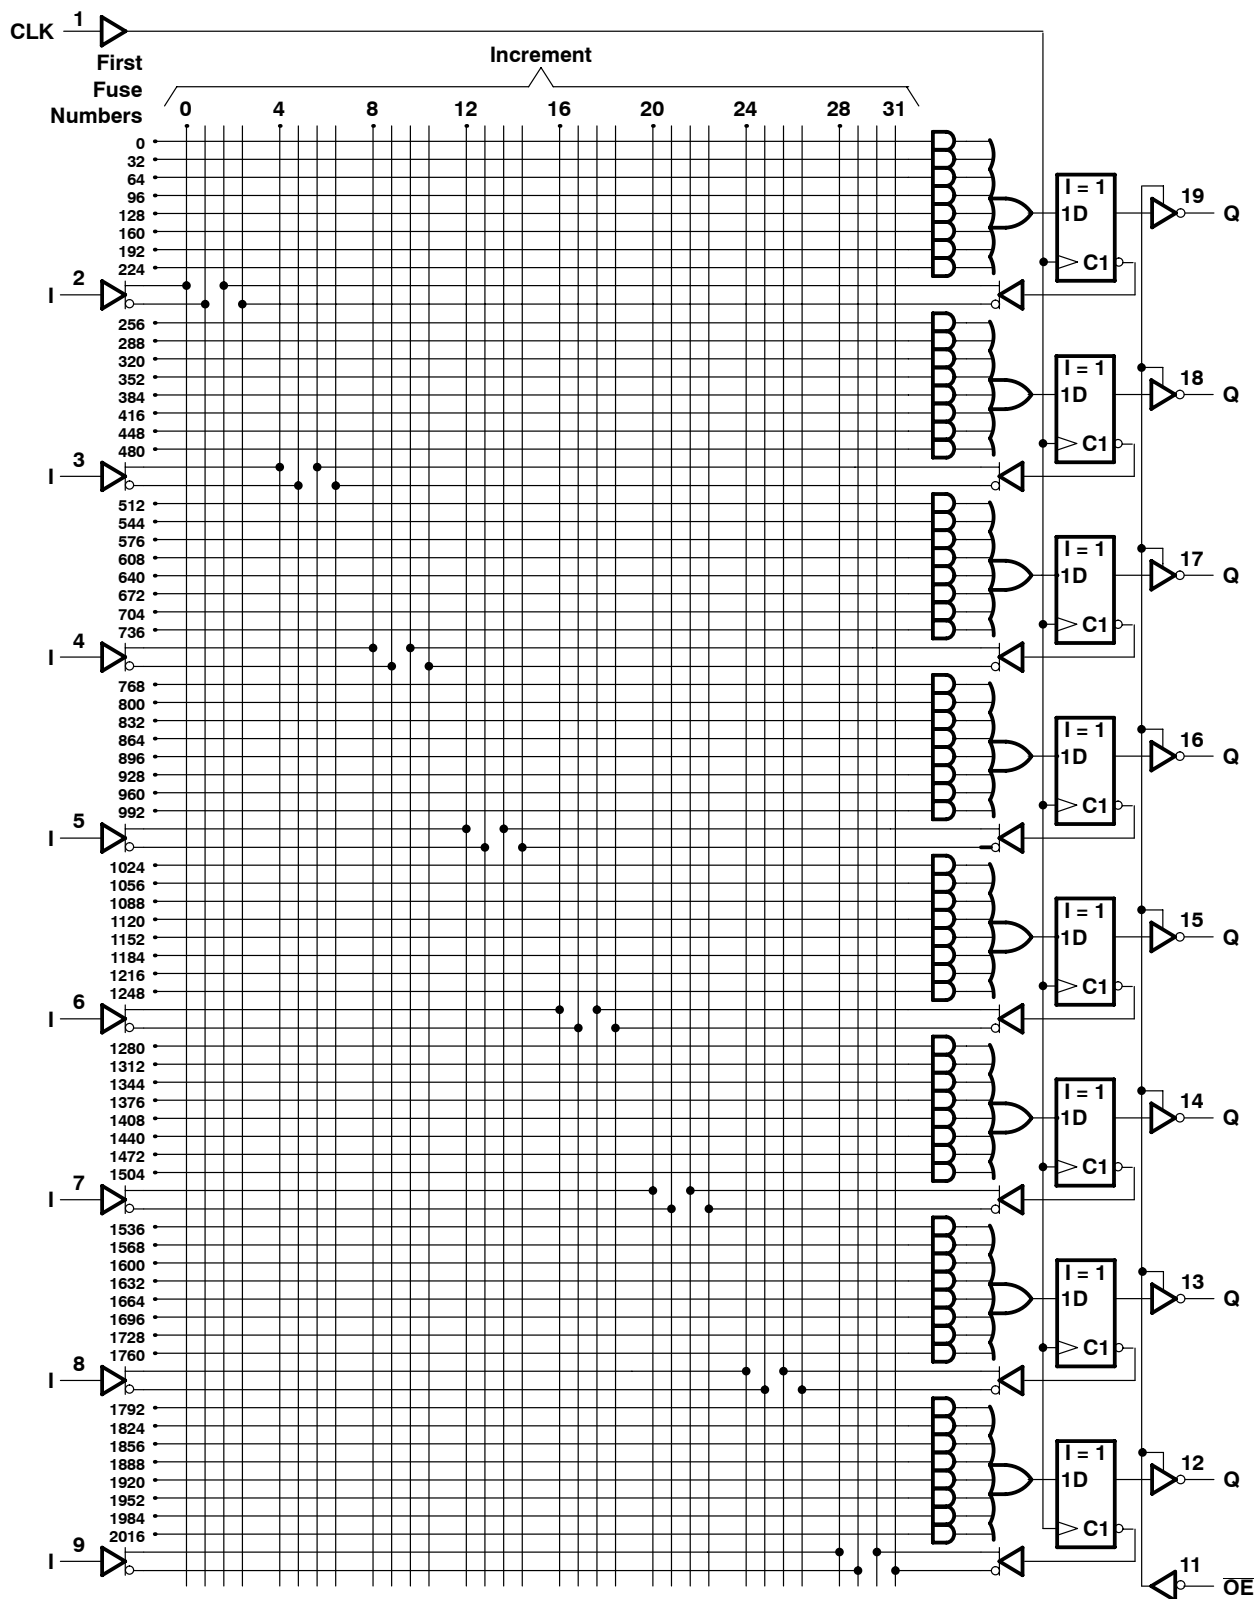 CLK 1
First
Fuse
Numbers
Increment
0 4 8 12 16 20 24 28 31
0
32
64
96
128
160
192
224
I = 1
1D
C1
19 Q
I 2
256
288
320
352
384
416
448
480
I = 1
1D
C1
18 Q
I 3
512
544
576
608
640
672
704
736
I = 1
1D
C1
17 Q
I 4
768
800
832
864
896
928
960
992
I = 1
1D
C1
16 Q
I 5
1024
1056
1088
1120
1152
1184
1216
1248
I = 1
1D
C1
15 Q
I 6
1280
1312
1344
1376
1408
1440
1472
1504
I = 1
1D
C1
14 Q
I 7
1536
1568
1600
1632
1664
1696
1728
1760
I = 1
1D
C1
13 Q
I 8
1792
1824
1856
1888
1920
1952
1984
2016
I = 1
1D
C1
12 Q
I 9
11 O̅E̅